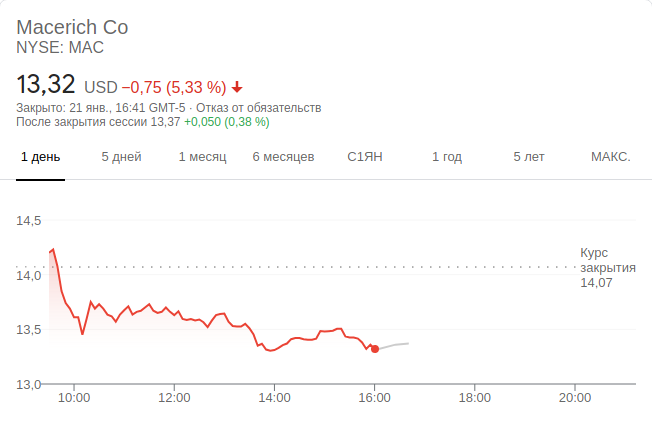 Macerich Co
NYSE: MAC
13,32 USD −0,75 (5,33 %)
Закрыто: 21 янв., 16:41 GMT-5 · Отказ от обязательств
После закрытия сессии 13,37 +0,050 (0,38 %)
1 день 5 дней 1 месяц 6 месяцев С1ЯН 1 год 5 лет МАКС.
14,5
Курс
закрытия
14,07
14,0
13,5
13,0
10:00 12:00 14:00 16:00 18:00 20:00